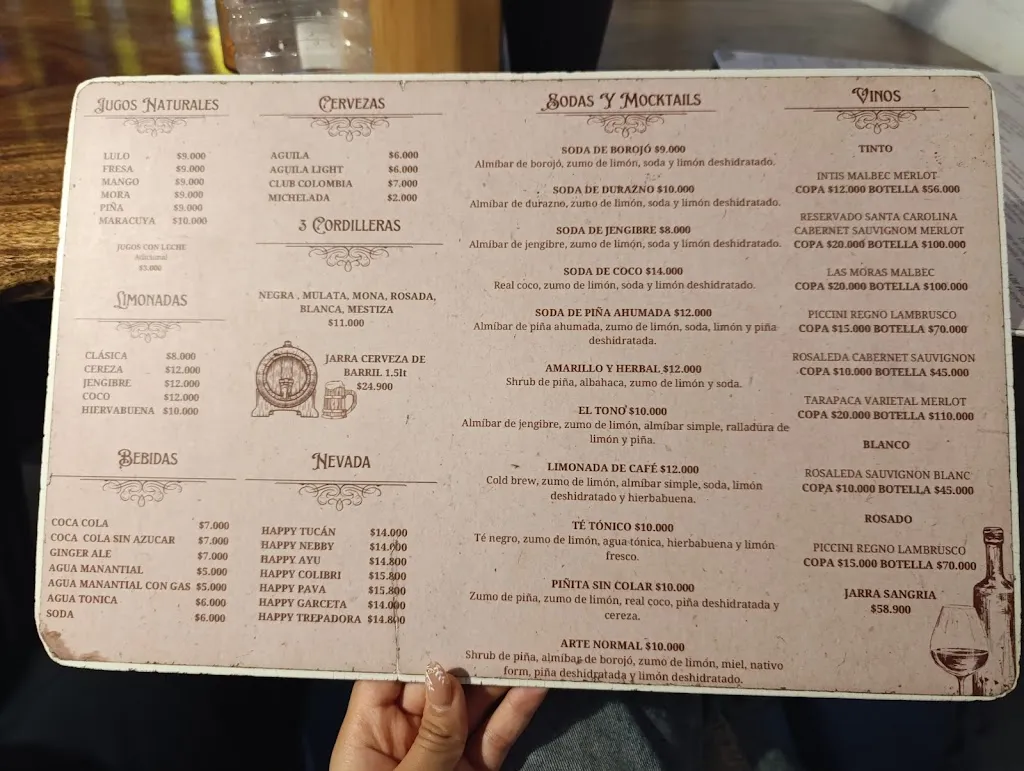 JUGOS NATURALES
LULO $9.000
FRESA $9.000
MANGO $9.000
MORA $9.000
PIÑA $9.000
MARACUYA $10.000
JUGOS CON LECHE
Adicional
LIMONADAS
CLÁSICA $8.000
CEREZA $12.000
JENGIBRE $12.000
COCO $12.000
HIERVABUENA $10.000
BEBIDAS
COCA COLA $7.000
COCA COLA SIN AZUCAR $7.000
GINGER ALE $7.000
AGUA MANANTIAL $5.000
AGUA MANANTIAL CON GAS $5.000
AGUA TONICA $6.000
SODA $6.000
CERVEZAS
AGUILA $6.000
AGUILA LIGHT $6.000
CLUB COLOMBIA $7.000
MICHELADA $2.000
3 CORDILLERAS
NEGRA , MULATA, MONA, ROSADA,
BLANCA, MESTIZA
$11.000
JARRA CERVEZA DE
BARRIL 1.5lt
$24.900
NEVADA
HAPPY TUCÁN $14.000
HAPPY NEBBY $14.000
HAPPY AYU $14.800
HAPPY COLIBRI $15.800
HAPPY PAVA $15.800
HAPPY GARCETA $14.000
HAPPY TREPADORA $14.800
SODAS Y MOCKTAILS
SODA DE BOROJÓ $9.000
Almíbar de borojó, zumo de limón, soda y limón deshidratado.
SODA DE DURAZNO $10.000
Almíbar de durazno, zumo de limón, soda y limón deshidratado.
SODA DE JENGIBRE $8.000
Almíbar de jengibre, zumo de limón, soda y limón deshidratado.
SODA DE COCO $14.000
Real coco, zumo de limón, soda y limón deshidratado.
SODA DE PIÑA AHUMADA $12.000
Almíbar de piña ahumada, zumo de limón, soda, limón y piña
deshidratada.
AMARILLO Y HERBAL $12.000
Shrub de piña, albahaca, zumo de limón y soda.
EL TONO $10.000
Almíbar de jengibre, zumo de limón, almíbar simple, ralladura de
limón y piña.
LIMONADA DE CAFÉ $12.000
Cold brew, zumo de limón, almíbar simple, soda, limón
deshidratado y hierbabuena.
TÉ TÓNICO $10.000
Té negro, zumo de limón, agua tónica, hierbabuena y limón
fresco.
PIÑITA SIN COLAR $10.000
Zumo de piña, zumo de limón, real coco, piña deshidratada y
cereza.
ARTE NORMAL $10.000
Shrub de piña, almíbar de borojó, zumo de limón, miel, nativo
form, piña deshidratada y limón deshidratado.
VINOS
TINTO
INTIS MALBEC MERLOT
COPA $12.000 BOTELLA $56.000
RESERVADO SANTA CAROLINA
CABERNET SAUVIGNOM MERLOT
COPA $20.000 BOTELLA $100.000
LAS MORAS MALBEC
COPA $20.000 BOTELLA $100.000
PICCINI REGNO LAMBRUSCO
COPA $15.000 BOTELLA $70.000
ROSALEDA CABERNET SAUVIGNON
COPA $10.000 BOTELLA $45.000
TARAPACA VARIETAL MERLOT
COPA $20.000 BOTELLA $110.000
BLANCO
ROSALEDA SAUVIGNON BLANC
COPA $10.000 BOTELLA $45.000
ROSADO
PICCINI REGNO LAMBRUSCO
COPA $15.000 BOTELLA $70.000
JARRA SANGRIA
$58.900